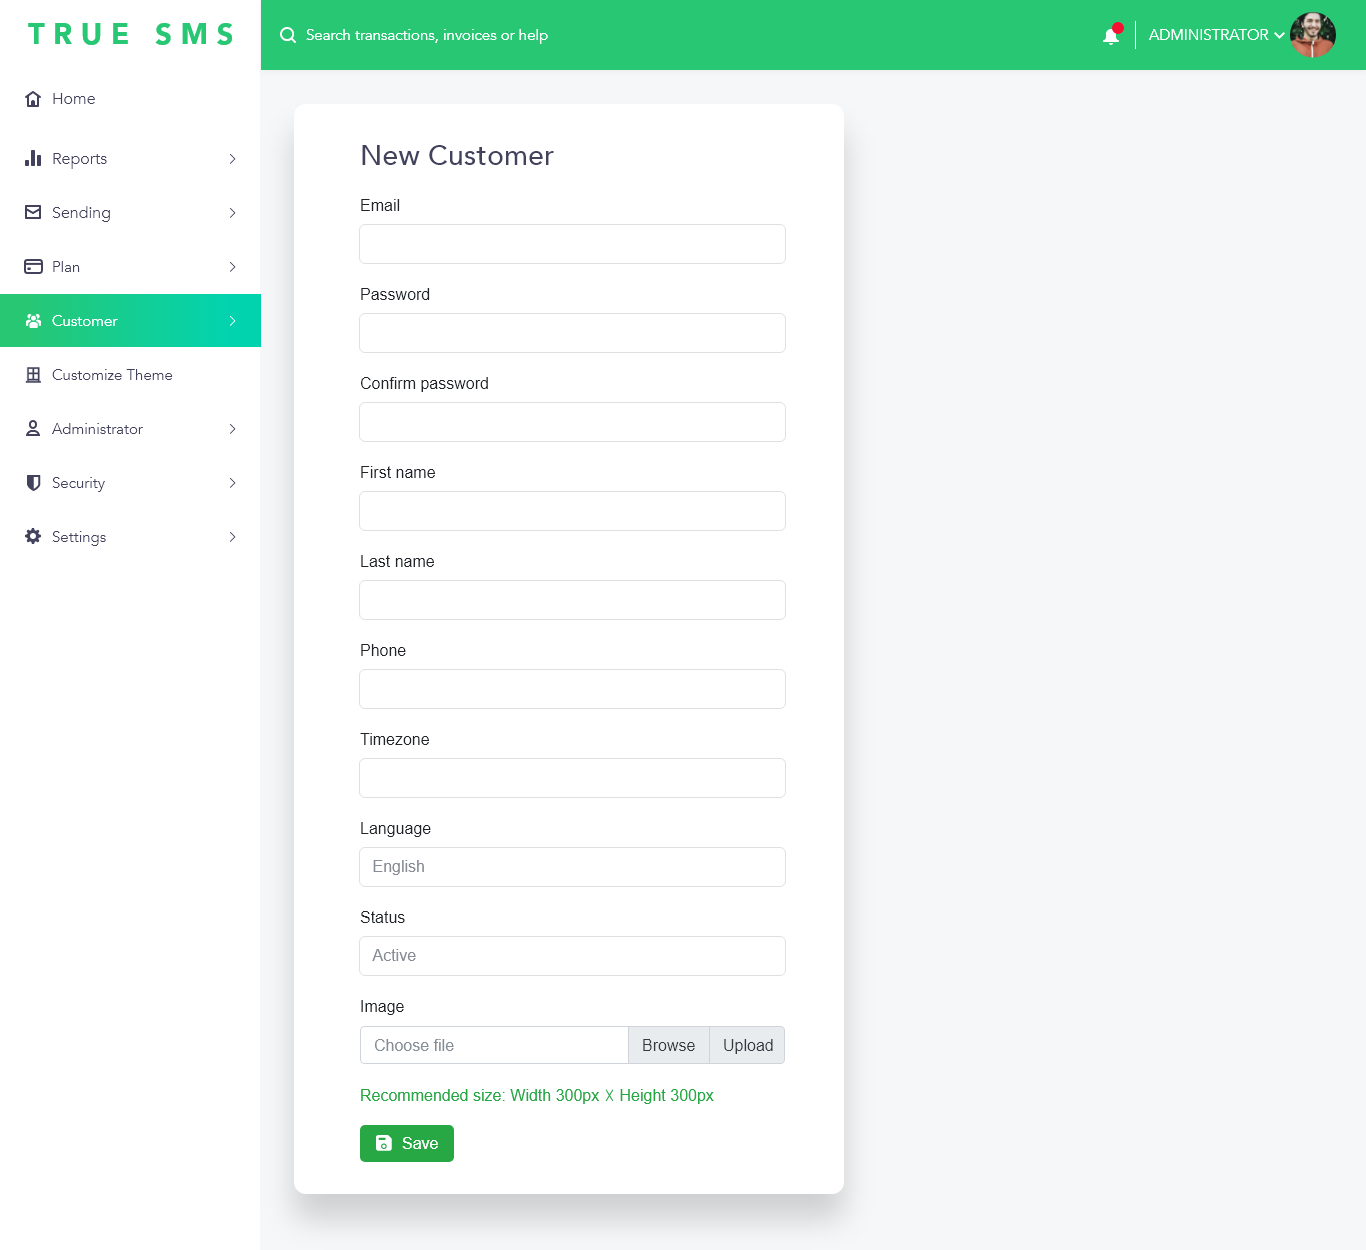 TRUE SMS
Search transactions, invoices or help
ADMINISTRATOR
Home
Reports
Sending
Plan
Customer
Customize Theme
Administrator
Security
Settings
New Customer
Email
Password
Confirm password
First name
Last name
Phone
Timezone
Language
English
Status
Active
Image
Choose file Browse Upload
Recommended size: Width 300px X Height 300px
Save